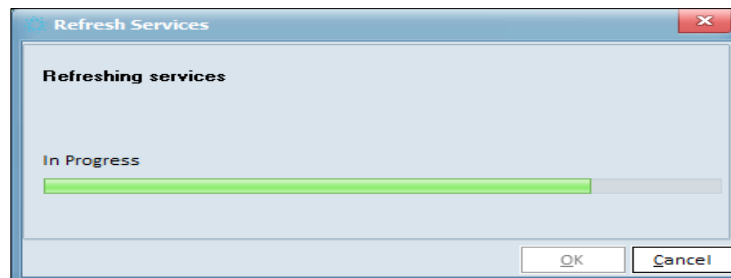 Refresh Services
Refreshing services
In Progress
OK Cancel